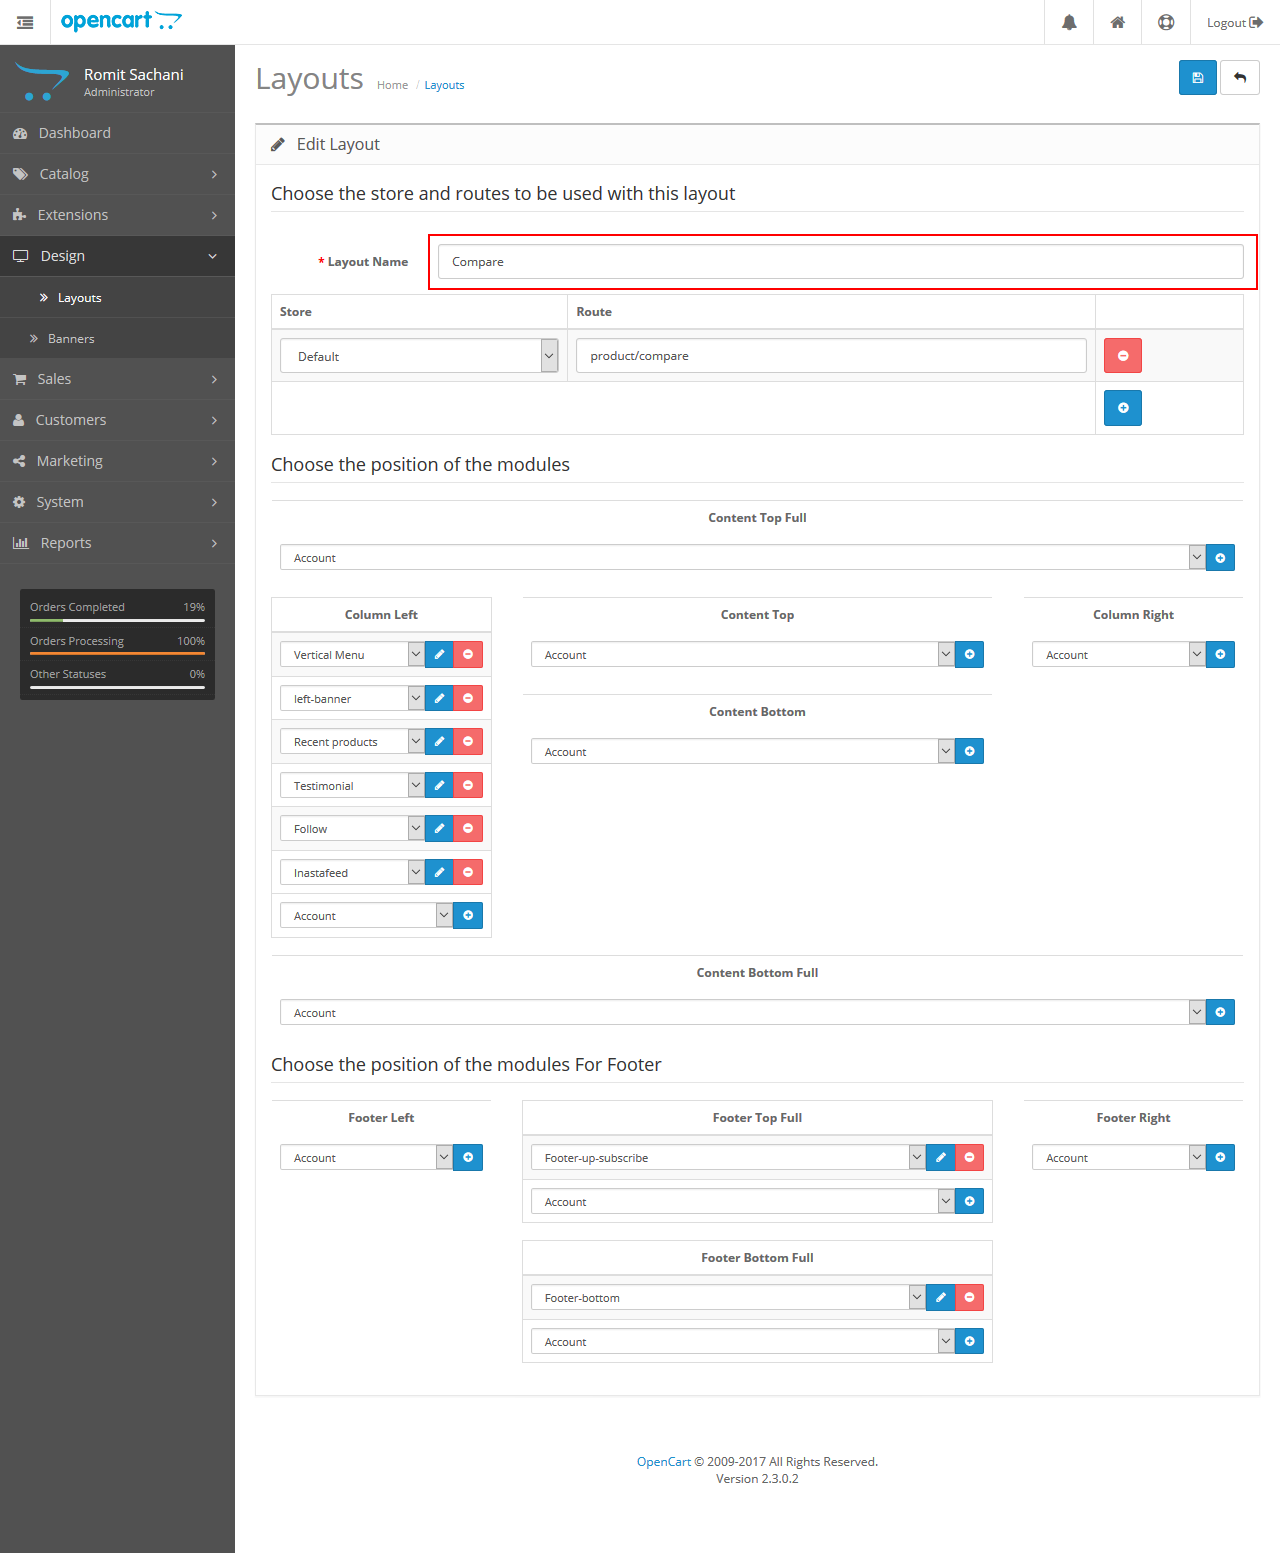 opencart
Logout
Romit Sachani
Administrator
Dashboard
Catalog
Extensions
Design
Layouts
Banners
Sales
Customers
Marketing
System
Reports
Orders Completed 19%
Orders Processing 100%
Other Statuses 0%
Layouts Home / Layouts
Edit Layout
Choose the store and routes to be used with this layout
* Layout Name Compare
Store Route
Default product/compare
Choose the position of the modules
Content Top Full
Account
Column Left
Vertical Menu
left-banner
Recent products
Testimonial
Follow
Inastafeed
Account
Content Top
Account
Content Bottom
Account
Column Right
Account
Content Bottom Full
Account
Choose the position of the modules For Footer
Footer Left
Account
Footer Top Full
Footer-up-subscribe
Account
Footer Bottom Full
Footer-bottom
Account
Footer Right
Account
OpenCart © 2009-2017 All Rights Reserved.
Version 2.3.0.2